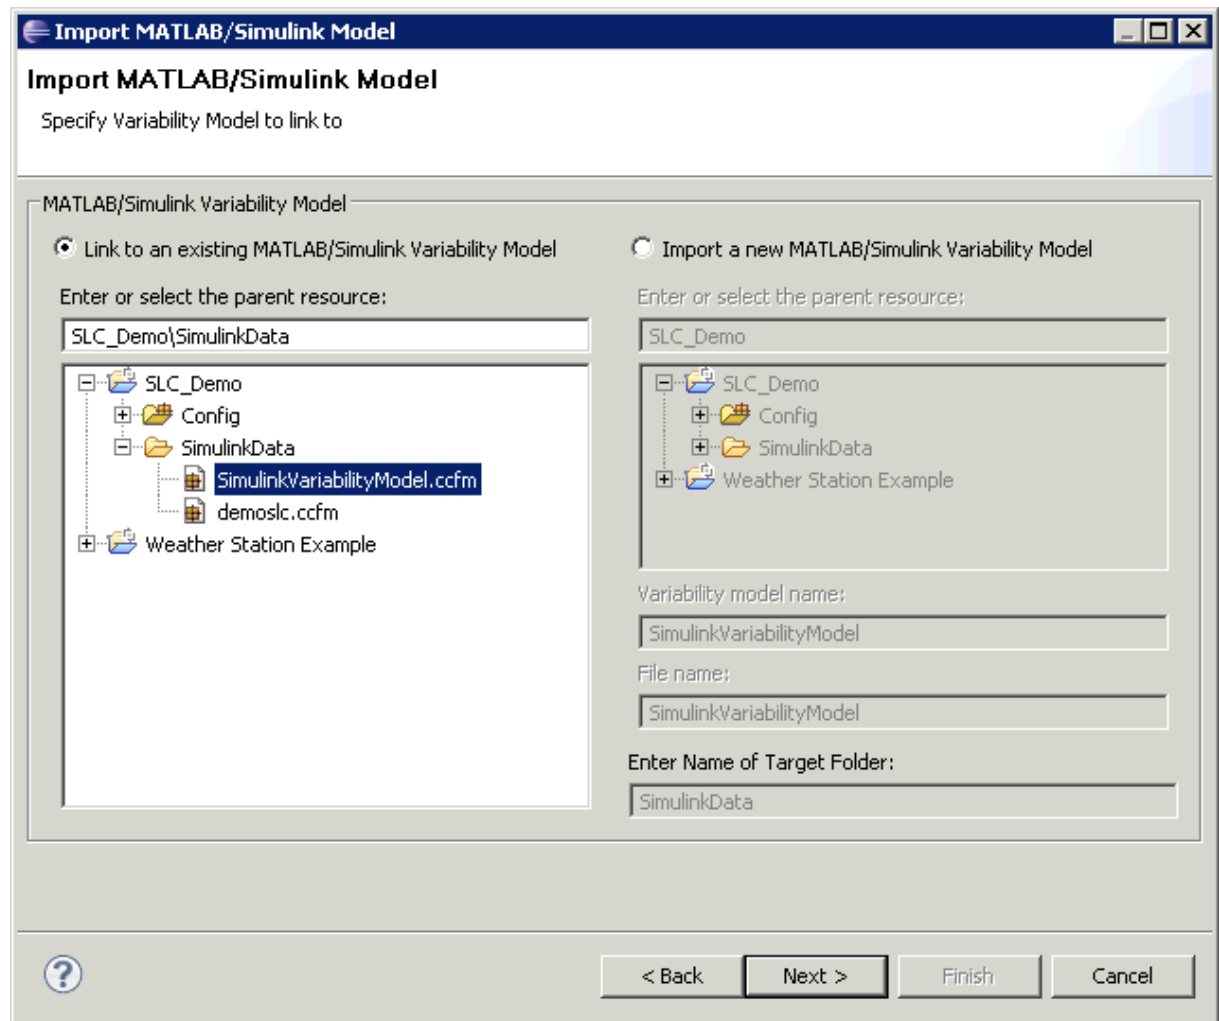 Import MATLAB/Simulink Model
Import MATLAB/Simulink Model
Specify Variability Model to link to
MATLAB/Simulink Variability Model
Link to an existing MATLAB/Simulink Variability Model
Enter or select the parent resource:
SLC_Demo\SimulinkData
SLC_Demo
Config
SimulinkData
SimulinkVariabilityModel.ccfm
demoslc.ccfm
Weather Station Example
Import a new MATLAB/Simulink Variability Model
Enter or select the parent resource:
SLC_Demo
SLC_Demo
Config
SimulinkData
Weather Station Example
Variability model name:
SimulinkVariabilityModel
File name:
SimulinkVariabilityModel
Enter Name of Target Folder:
SimulinkData
?
< Back
Next >
Finish
Cancel